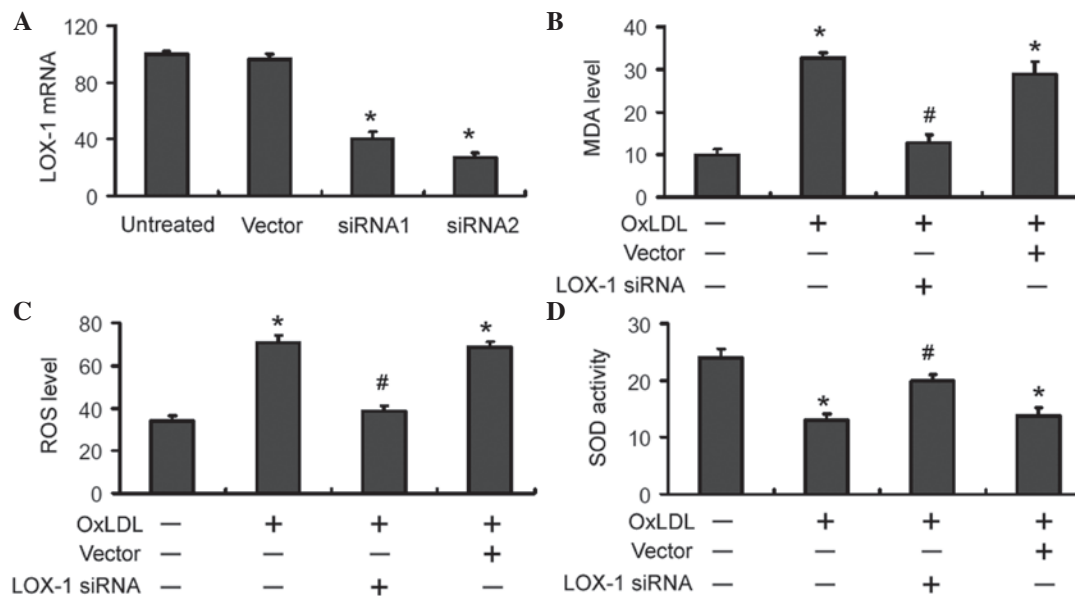 A
LOX-1 mRNA
120
80
40
0
*
*
Untreated Vector siRNA1 siRNA2
B
MDA level
40
30
20
10
0
*
#
*
OxLDL — + + +
Vector — — — +
LOX-1 siRNA — — + —
C
ROS level
80
60
40
20
0
*
#
*
OxLDL — + + +
Vector — — — +
LOX-1 siRNA — — + —
D
SOD activity
30
20
10
0
*
#
*
OxLDL — + + +
Vector — — — +
LOX-1 siRNA — — + —